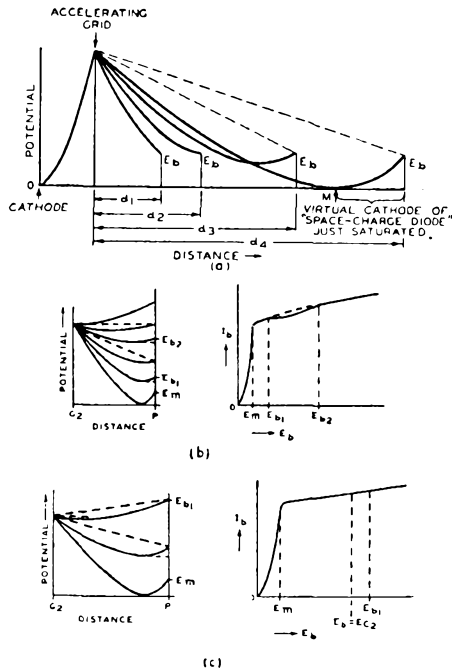 ACCELERATING
GRID
POTENTIAL
0
CATHODE
Eb
Eb
Eb
Eb
M
d1
d2
d3
d4
VIRTUAL CATHODE OF
"SPACE-CHARGE DIODE"
JUST SATURATED.
DISTANCE →
(a)
POTENTIAL →
Eb2
Eb1
Em
G2
P
DISTANCE
Ib
↑
0
Em
Eb1
Eb2
→ Eb
(b)
POTENTIAL →
Eb1
Em
G2
P
DISTANCE
Ib
↑
Em
Eb=Ec2
Eb1
→ Eb
(c)